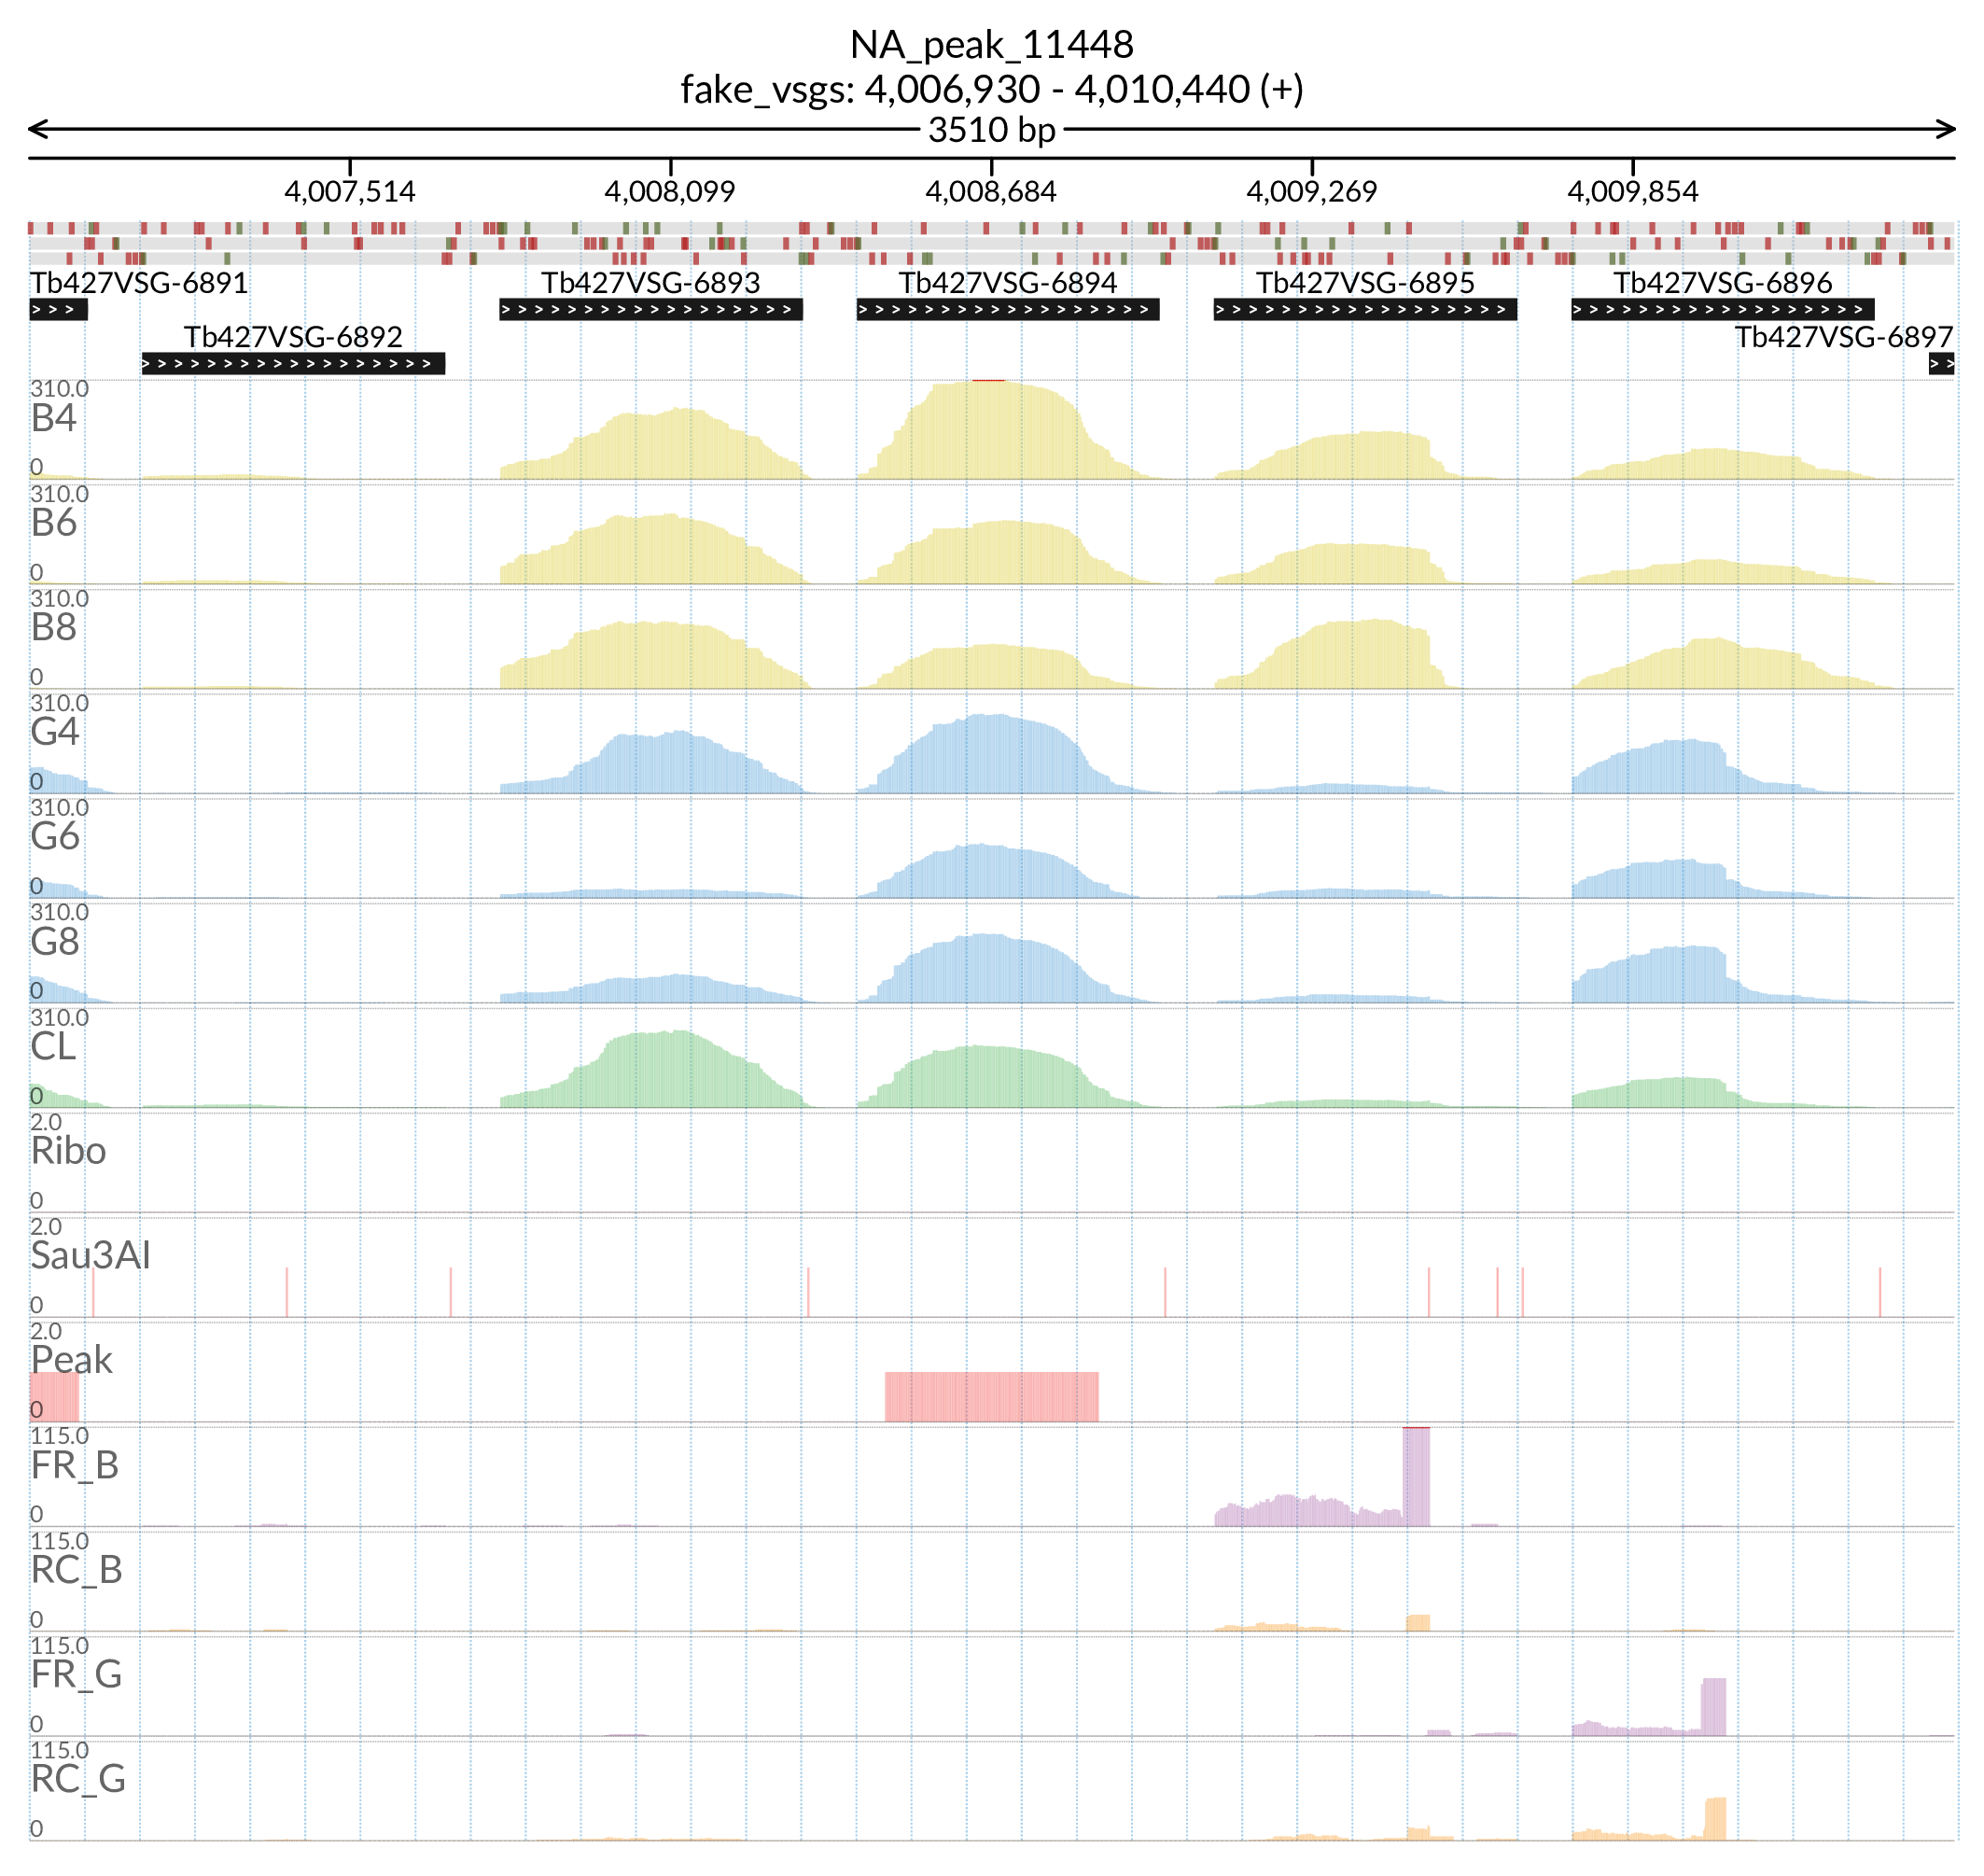 NA_peak_11448
fake_vsgs: 4,006,930 - 4,010,440 (+)
3510 bp
4,007,514 4,008,099 4,008,684 4,009,269 4,009,854
Tb427VSG-6891 Tb427VSG-6893 Tb427VSG-6894 Tb427VSG-6895 Tb427VSG-6896
Tb427VSG-6892 Tb427VSG-6897
310.0
B4
0
310.0
B6
0
310.0
B8
0
310.0
G4
0
310.0
G6
0
310.0
G8
0
310.0
CL
0
2.0
Ribo
0
2.0
Sau3AI
0
2.0
Peak
0
115.0
FR_B
0
115.0
RC_B
0
115.0
FR_G
0
115.0
RC_G
0